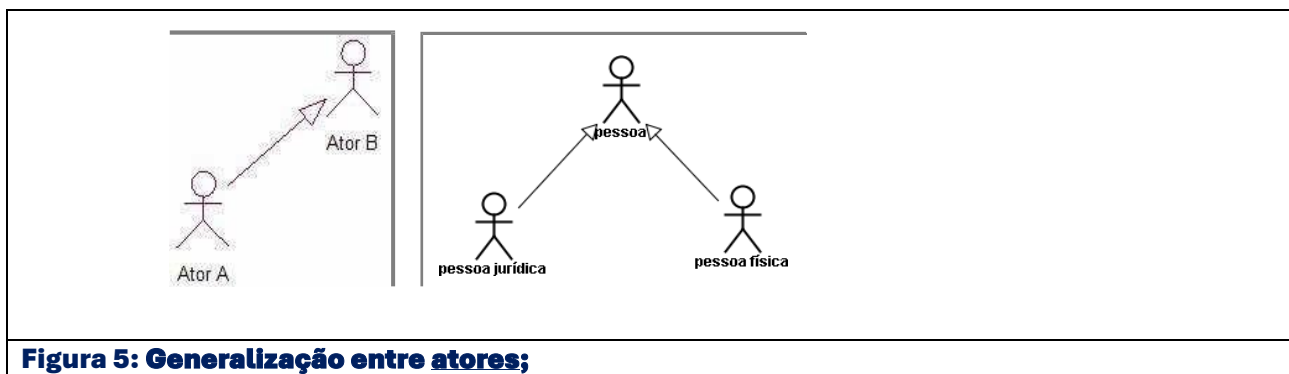 Ator B
Ator A
pessoa
pessoa jurídica
pessoa física
Figura 5: Generalização entre atores;